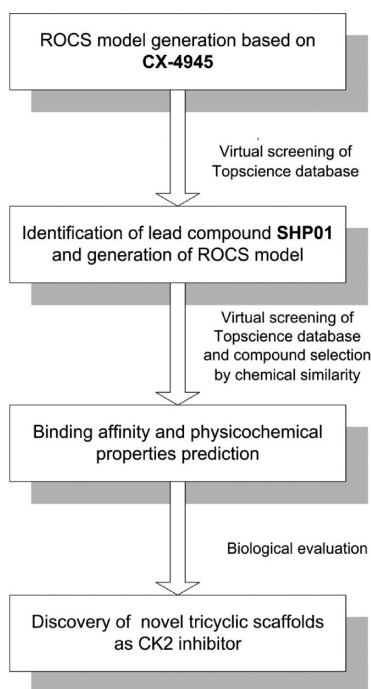 ROCS model generation based on
CX-4945
Virtual screening of
Topscience database
Identification of lead compound SHP01
and generation of ROCS model
Virtual screening of
Topscience database
and compound selection
by chemical similarity
Binding affinity and physicochemical
properties prediction
Biological evaluation
Discovery of novel tricyclic scaffolds
as CK2 inhibitor